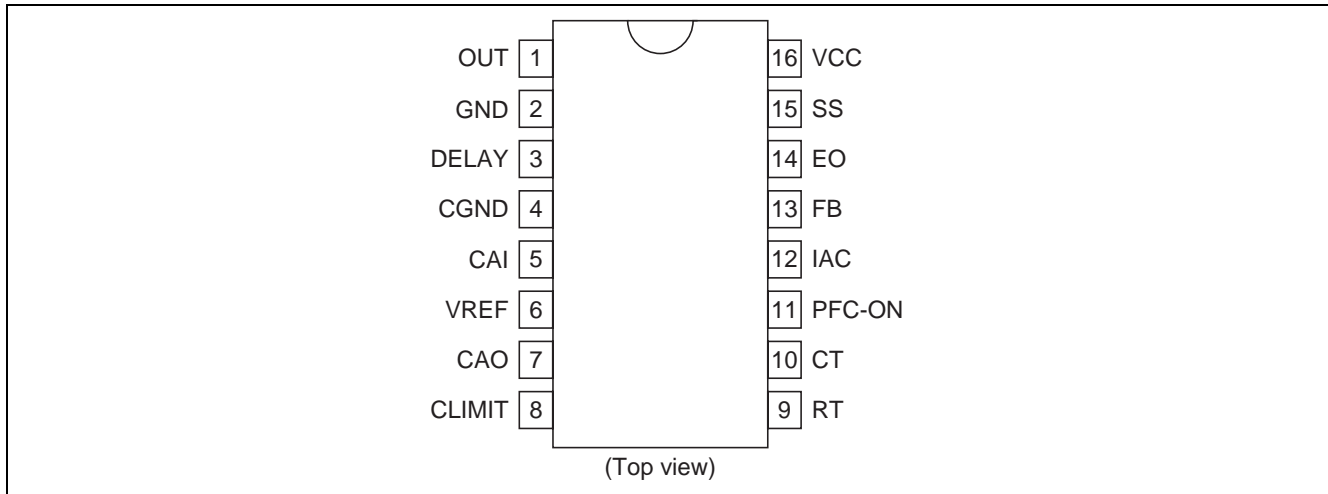 OUT 1 16 VCC
GND 2 15 SS
DELAY 3 14 EO
CGND 4 13 FB
CAI 5 12 IAC
VREF 6 11 PFC-ON
CAO 7 10 CT
CLIMIT 8 9 RT
(Top view)